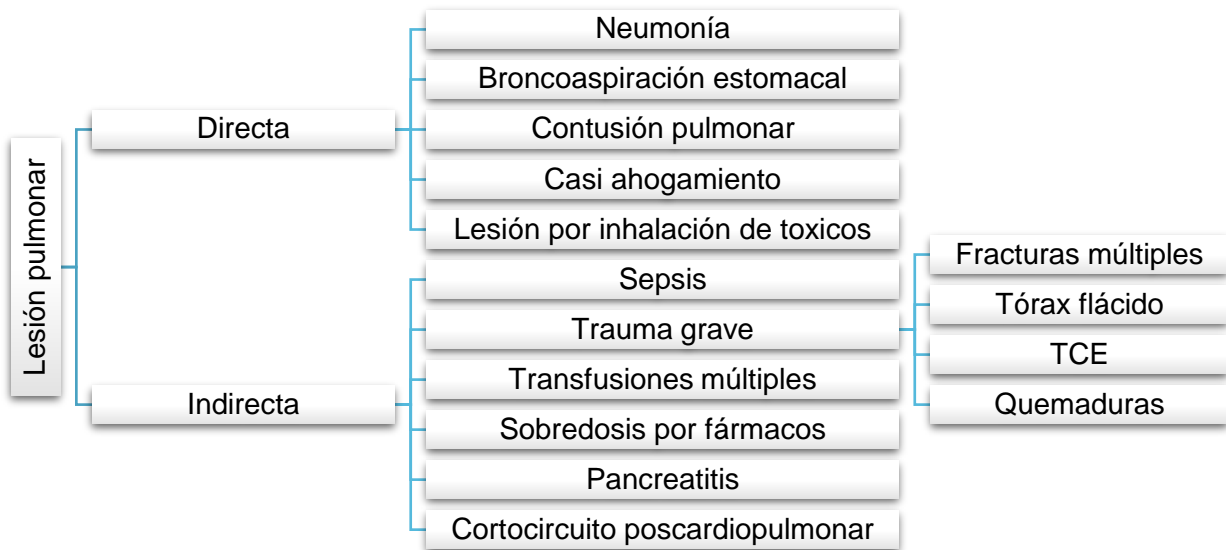 Lesión pulmonar
Directa
Neumonía
Broncoaspiración estomacal
Contusión pulmonar
Casi ahogamiento
Lesión por inhalación de toxicos
Indirecta
Sepsis
Trauma grave
Fracturas múltiples
Tórax flácido
TCE
Quemaduras
Transfusiones múltiples
Sobredosis por fármacos
Pancreatitis
Cortocircuito poscardiopulmonar